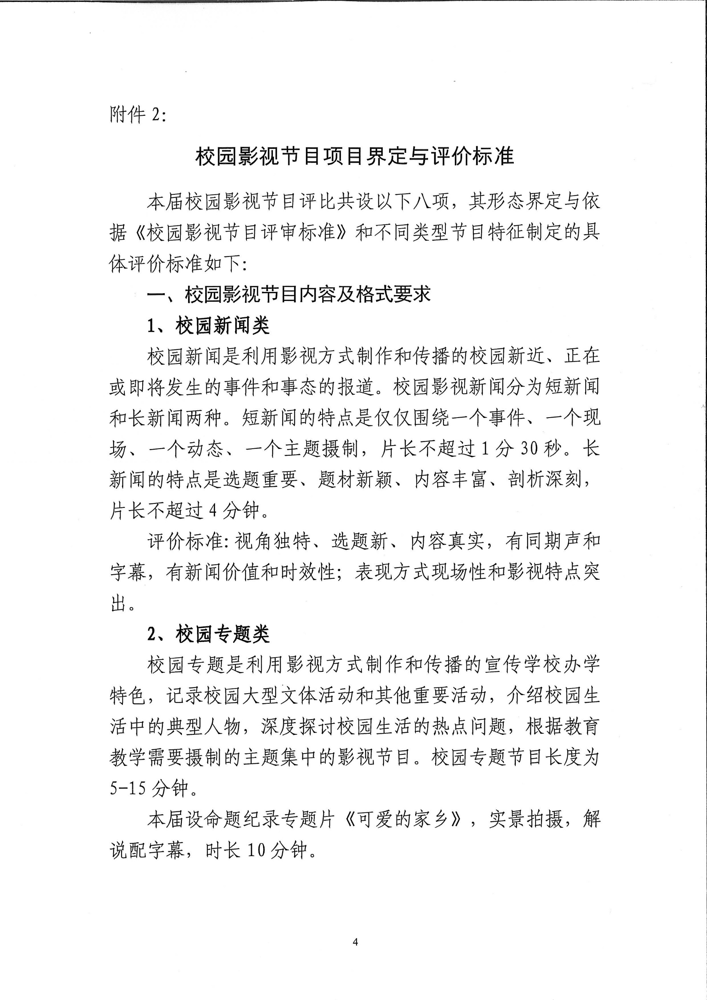 附件 2:
校园影视节目项目界定与评价标准
本届校园影视节目评比共设以下八项，其形态界定与依
据《校园影视节目评审标准》和不同类型节目特征制定的具
体评价标准如下:
一、校园影视节目内容及格式要求
1、校园新闻类
校园新闻是利用影视方式制作和传播的校园新近、正在
或即将发生的事件和事态的报道。校园影视新闻分为短新闻
和长新闻两种。短新闻的特点是仅仅围绕一个事件、一个现
场、一个动态、一个主题摄制，片长不超过 1 分 30 秒。长
新闻的特点是选题重要、题材新颖、内容丰富、剖析深刻，
片长不超过 4 分钟。
评价标准: 视角独特、选题新、内容真实，有同期声和
字幕，有新闻价值和时效性；表现方式现场性和影视特点突
出。
2、校园专题类
校园专题是利用影视方式制作和传播的宣传学校办学
特色，记录校园大型文体活动和其他重要活动，介绍校园生
活中的典型人物，深度探讨校园生活的热点问题，根据教育
教学需要摄制的主题集中的影视节目。校园专题节目长度为
5-15 分钟。
本届设命题纪录专题片《可爱的家乡》，实景拍摄，解
说配字幕，时长 10 分钟。
4